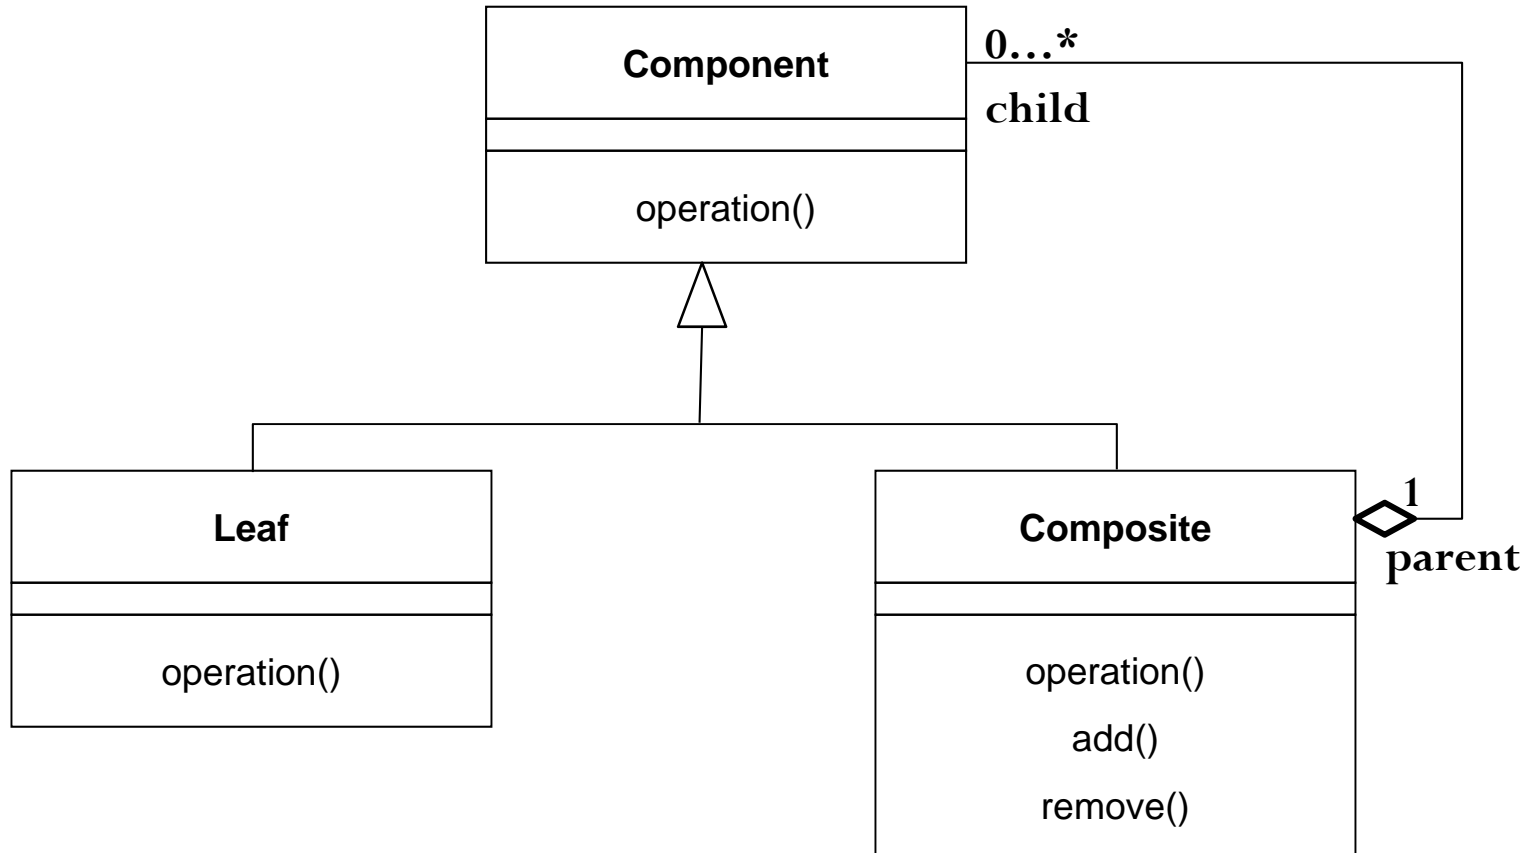 Component
0…*
child
operation()
Leaf
Composite
1
parent
operation()
operation()
add()
remove()